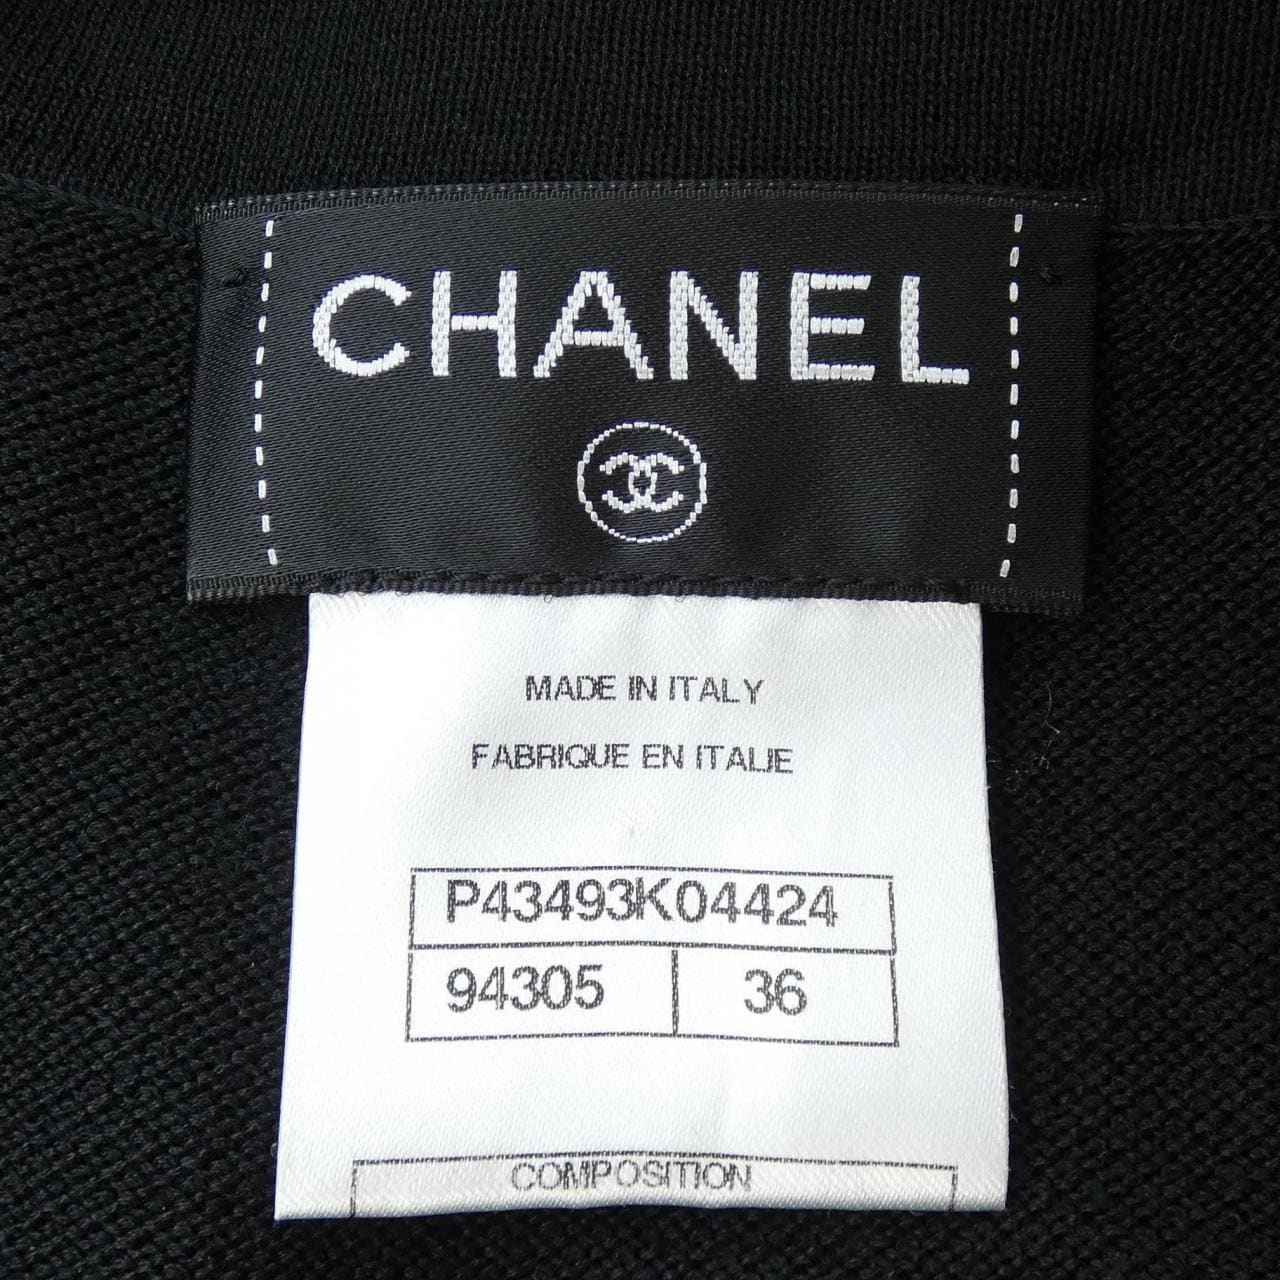 CHANEL
MADE IN ITALY
FABRIQUE EN ITALIE
P43493K04424
94305 36
COMPOSITION